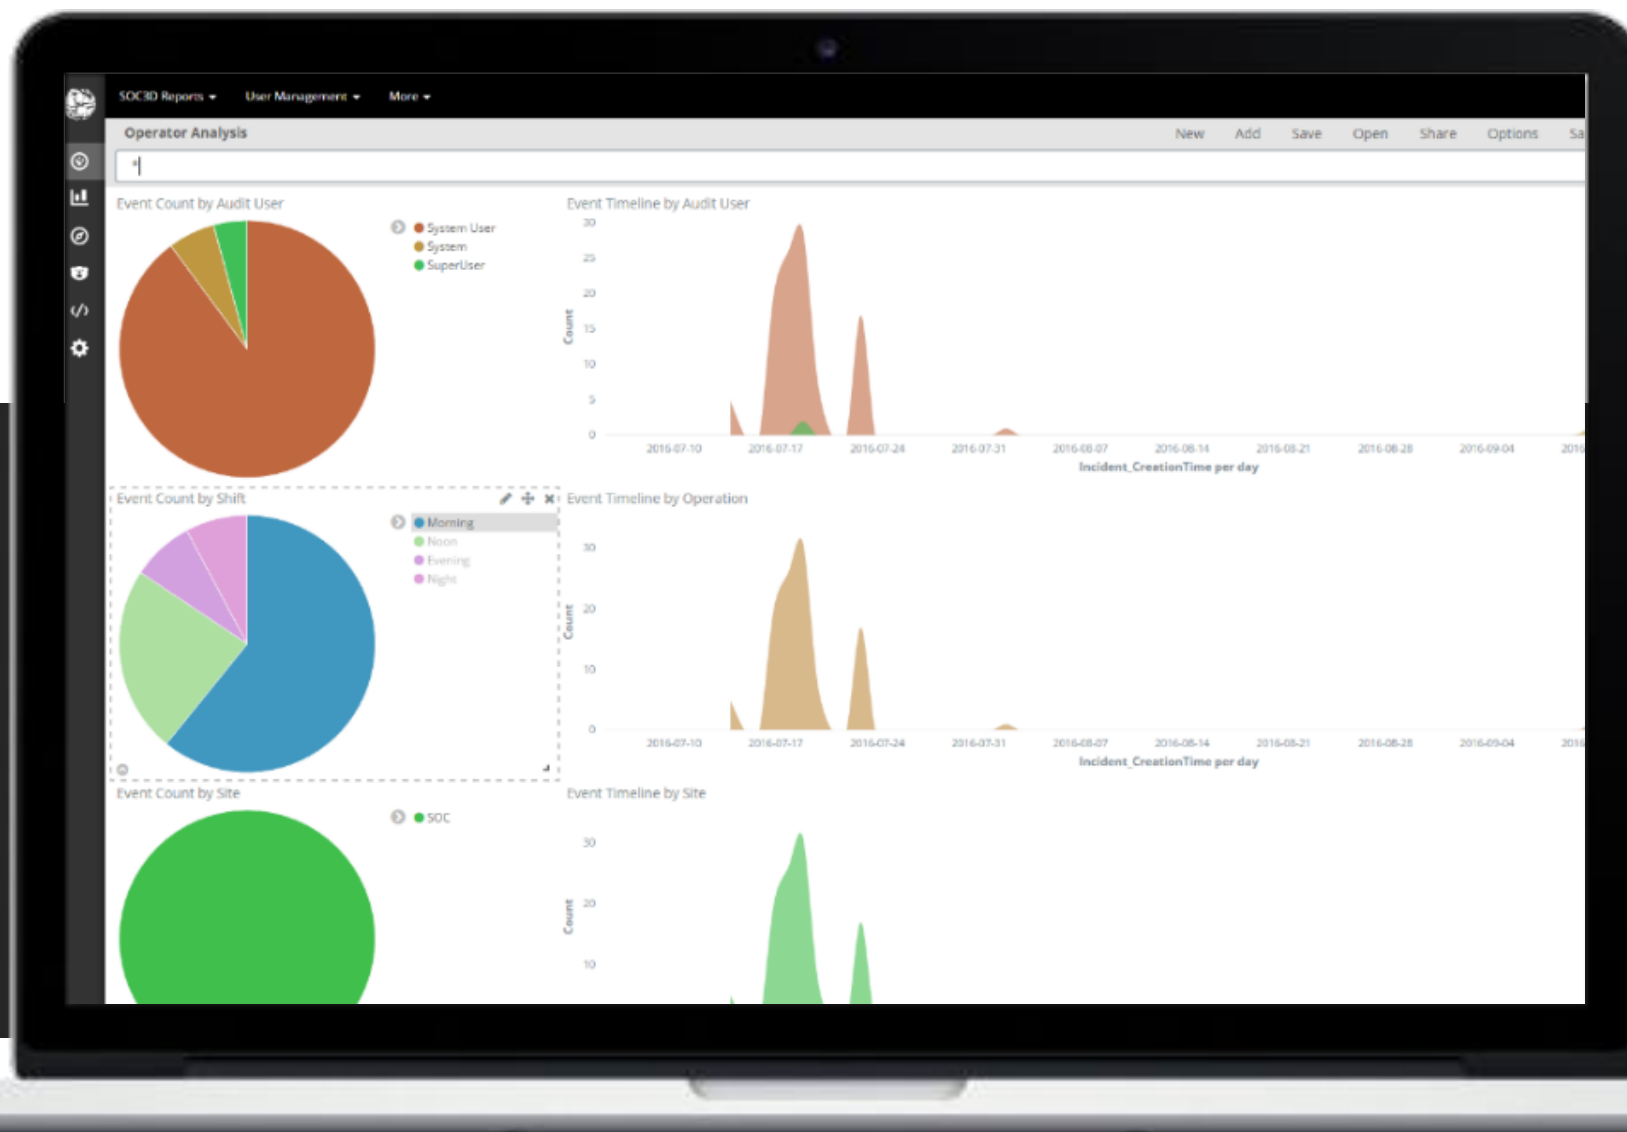 SOC3D Reports User Management More
Operator Analysis New Add Save Open Share Options Sa
*
Event Count by Audit User
System User
System
SuperUser
Event Timeline by Audit User
30
25
20
15
10
5
0
Count
2016-07-10 2016-07-17 2016-07-24 2016-07-31 2016-08-07 2016-08-14 2016-08-21 2016-08-28 2016-09-04 2016
Incident_CreationTime per day
Event Count by Shift
Morning
Noon
Evening
Night
Event Timeline by Operation
30
20
10
0
Count
2016-07-10 2016-07-17 2016-07-24 2016-07-31 2016-08-07 2016-08-14 2016-08-21 2016-08-28 2016-09-04 2016
Incident_CreationTime per day
Event Count by Site
SOC
Event Timeline by Site
30
20
10
Count